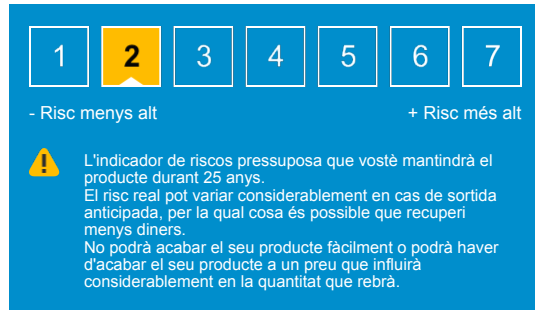 1 2 3 4 5 6 7
- Risc menys alt + Risc més alt
L'indicador de riscos pressuposa que vostè mantindrà el
producte durant 25 anys.
El risc real pot variar considerablement en cas de sortida
anticipada, per la qual cosa és possible que recuperi
menys diners.
No podrà acabar el seu producte fàcilment o podrà haver
d'acabar el seu producte a un preu que influirà
considerablement en la quantitat que rebrà.